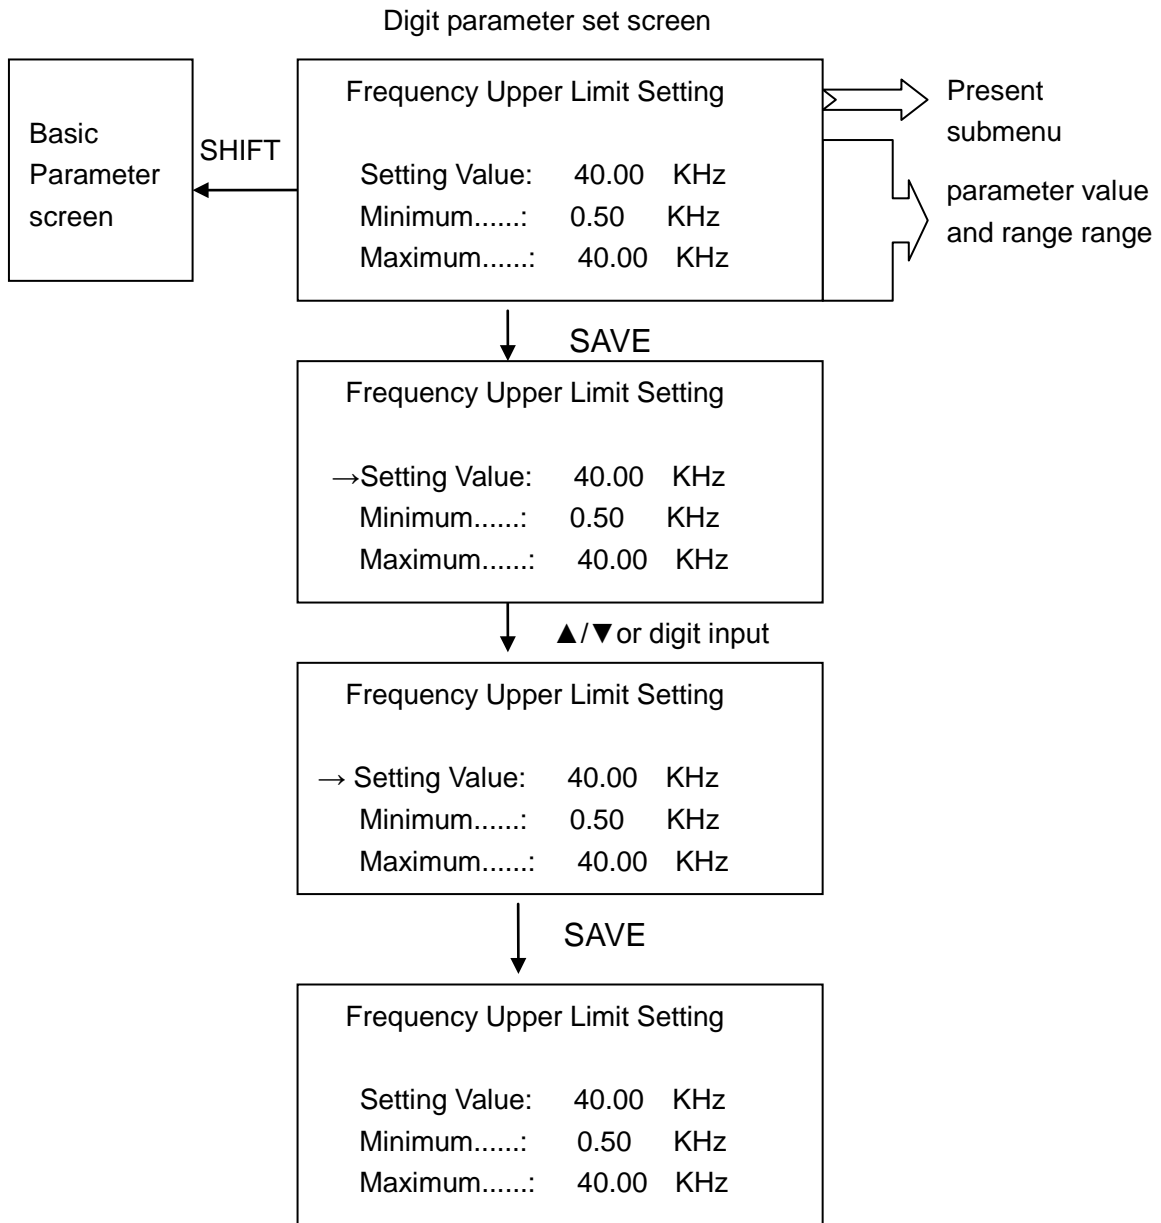 Digit parameter set screen
Basic
Parameter
screen
SHIFT
Frequency Upper Limit Setting
Setting Value: 40.00 KHz
Minimum......: 0.50 KHz
Maximum......: 40.00 KHz
Present
submenu
parameter value
and range range
SAVE
Frequency Upper Limit Setting
→Setting Value: 40.00 KHz
Minimum......: 0.50 KHz
Maximum......: 40.00 KHz
▲/▼or digit input
Frequency Upper Limit Setting
→ Setting Value: 40.00 KHz
Minimum......: 0.50 KHz
Maximum......: 40.00 KHz
SAVE
Frequency Upper Limit Setting
Setting Value: 40.00 KHz
Minimum......: 0.50 KHz
Maximum......: 40.00 KHz